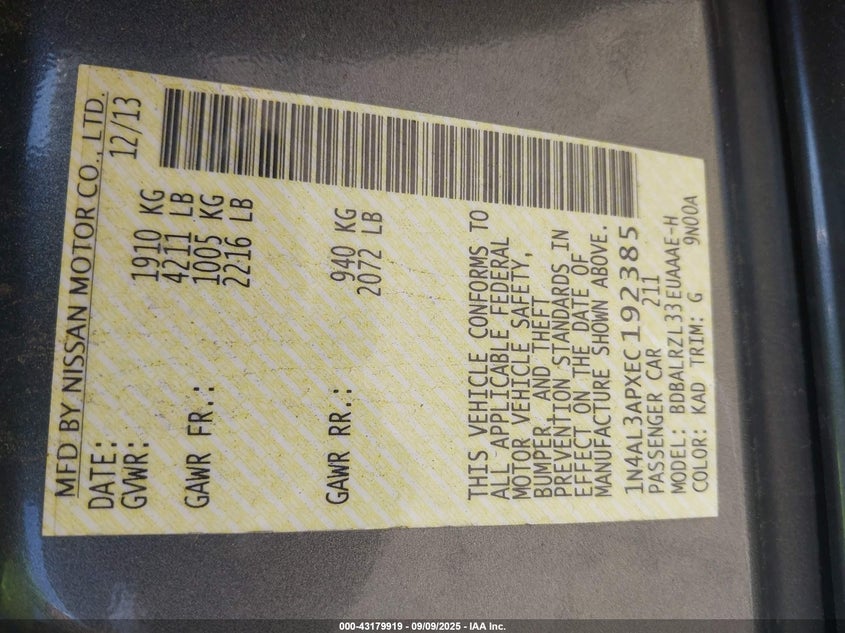 MFD BY NISSAN MOTOR CO., LTD.
DATE: 12/13
GVWR: 1910 KG
4211 LB
GAWR FR.: 1005 KG
2216 LB
GAWR RR.: 940 KG
2072 LB
THIS VEHICLE CONFORMS TO
ALL APPLICABLE FEDERAL
MOTOR VEHICLE SAFETY,
BUMPER AND THEFT
PREVENTION STANDARDS IN
EFFECT ON THE DATE OF
MANUFACTURE SHOWN ABOVE.
1N4AL3APXEC192385
PASSENGER CAR 211
MODEL: BDBALRZL33EUAAAE-H
COLOR: KAD TRIM: G 9N00A
000-43179919 - 09/09/2025 - IAA Inc.